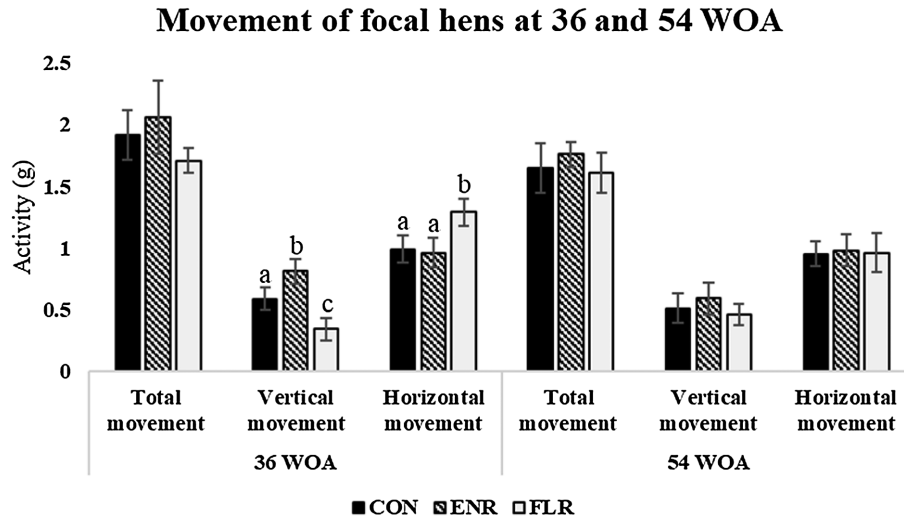 Movement of focal hens at 36 and 54 WOA
2.5
2
1.5
1
0.5
0
Activity (g)
a
b
c
a
a
b
Total movement
Vertical movement
Horizontal movement
Total movement
Vertical movement
Horizontal movement
36 WOA
54 WOA
CON ENR FLR